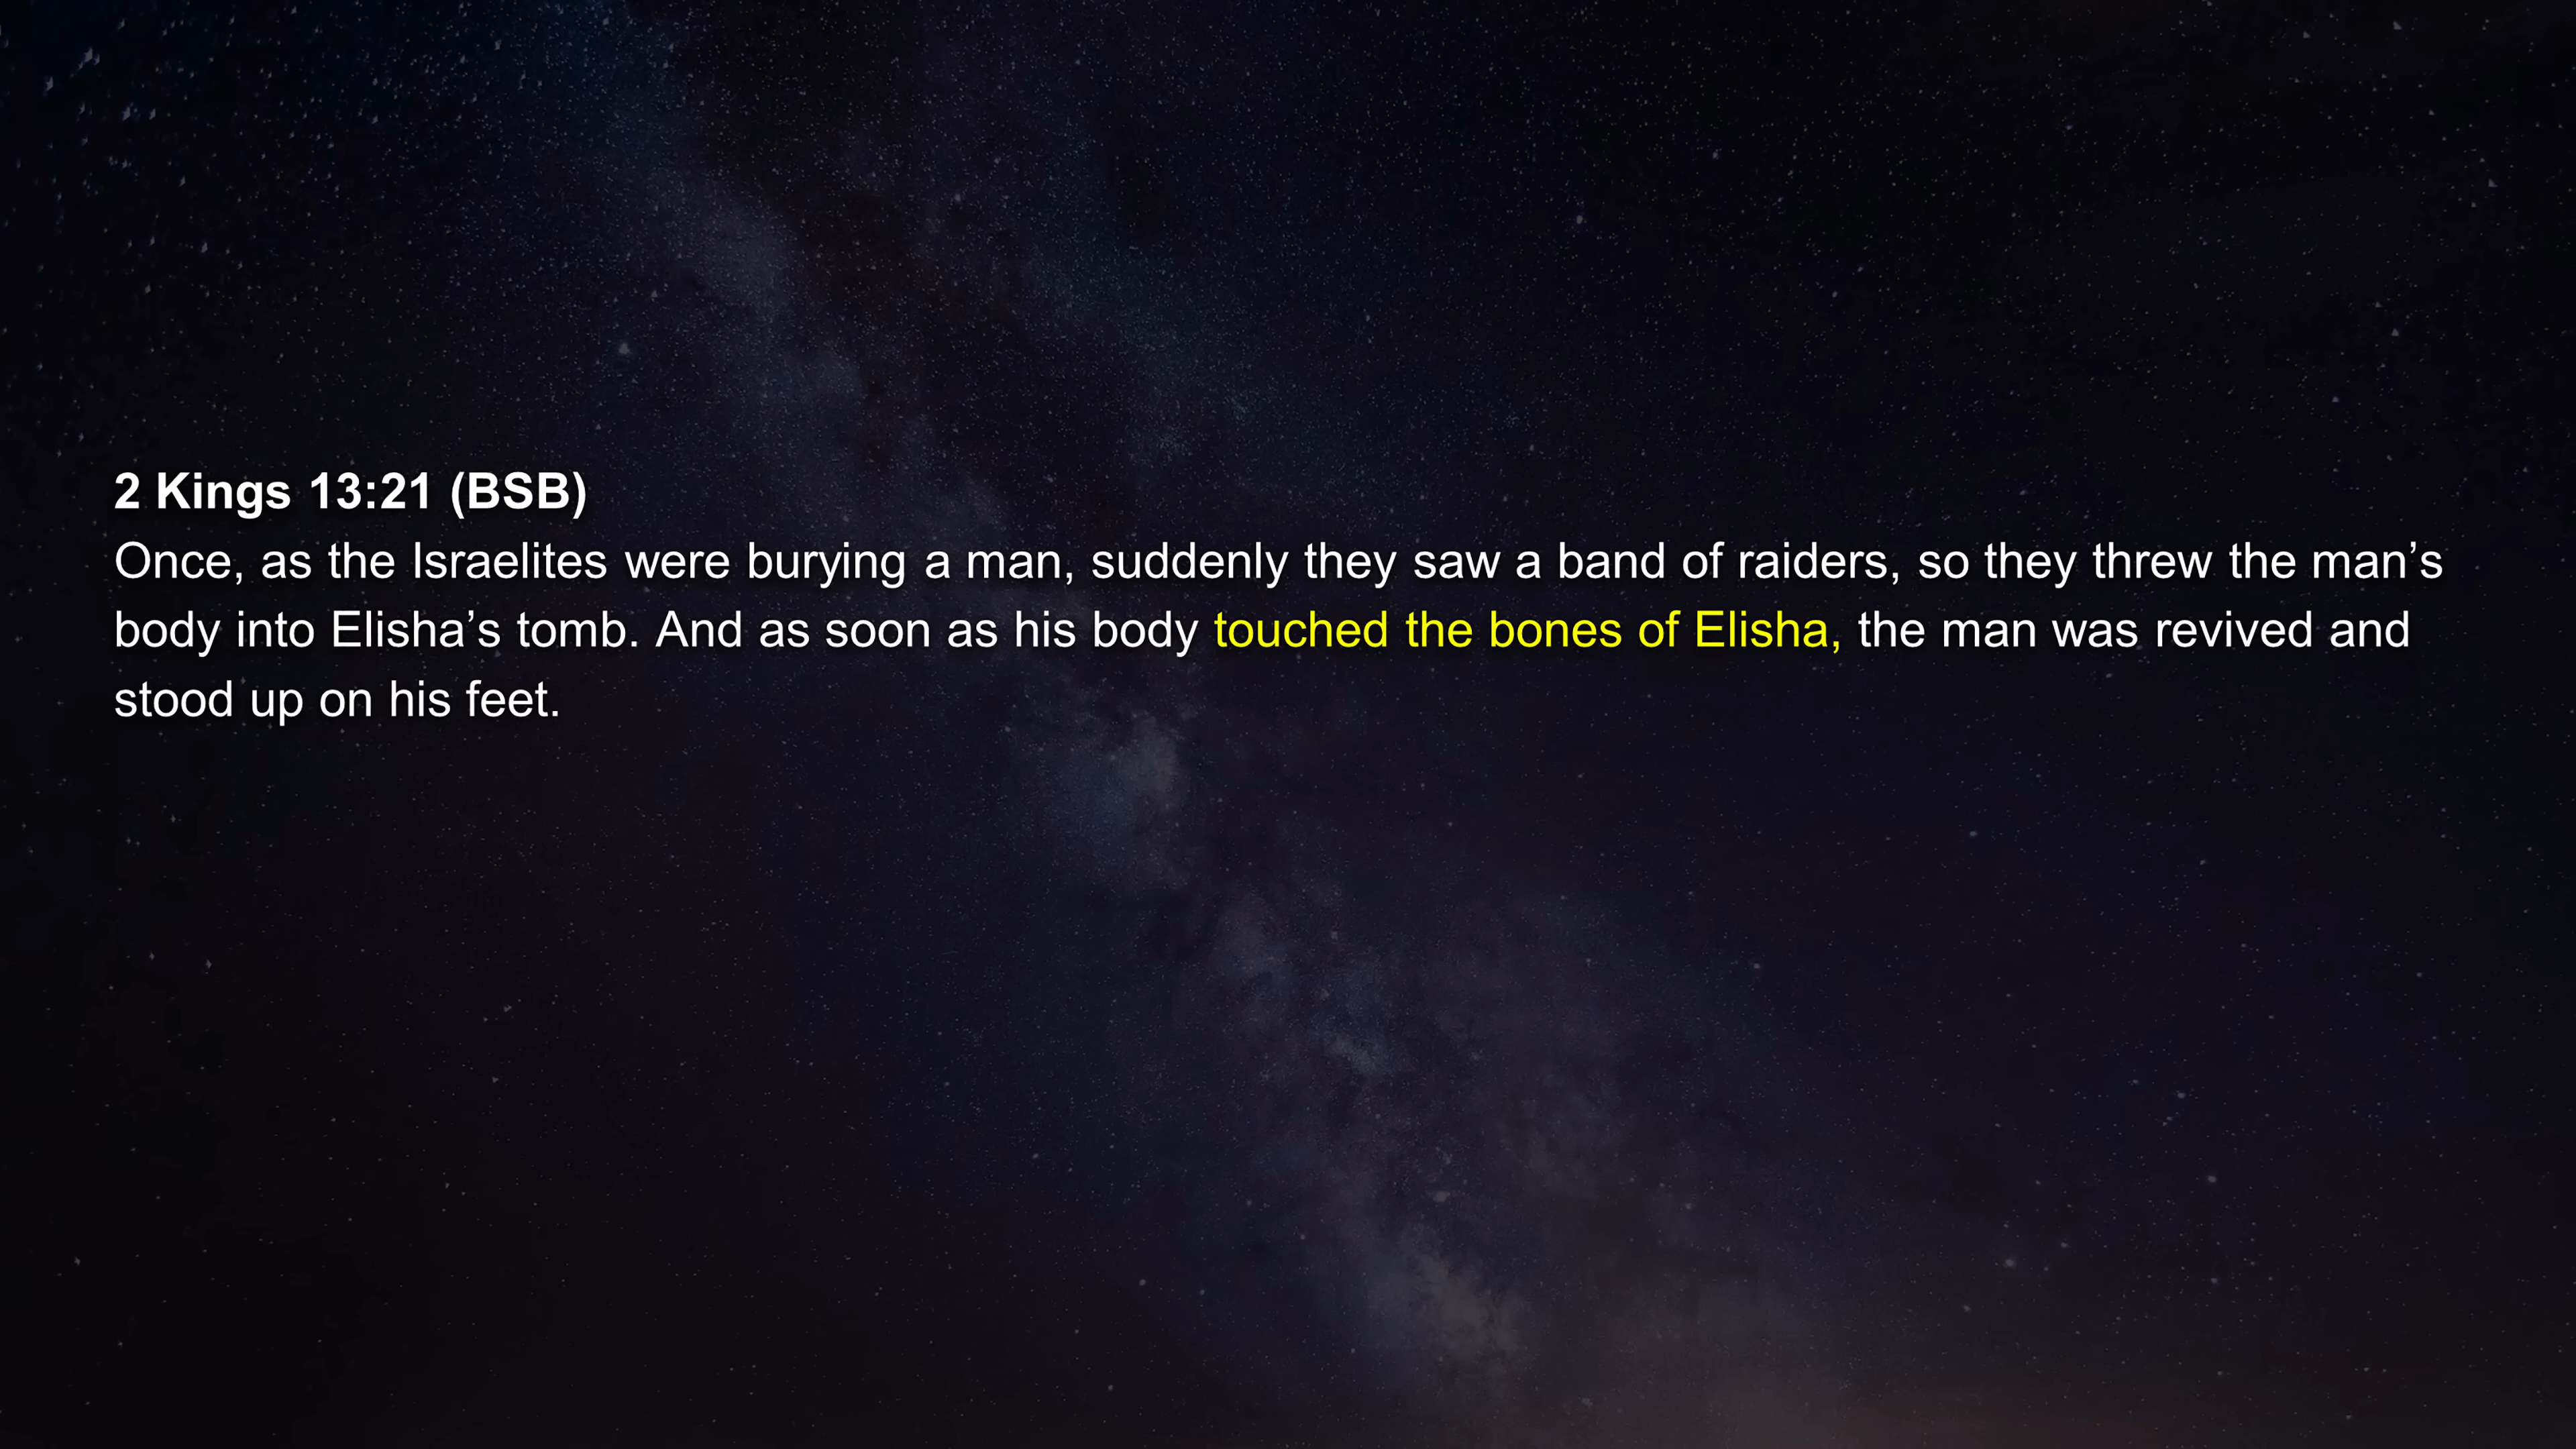 2 Kings 13:21 (BSB)
Once, as the Israelites were burying a man, suddenly they saw a band of raiders, so they threw the man’s
body into Elisha’s tomb. And as soon as his body touched the bones of Elisha, the man was revived and
stood up on his feet.